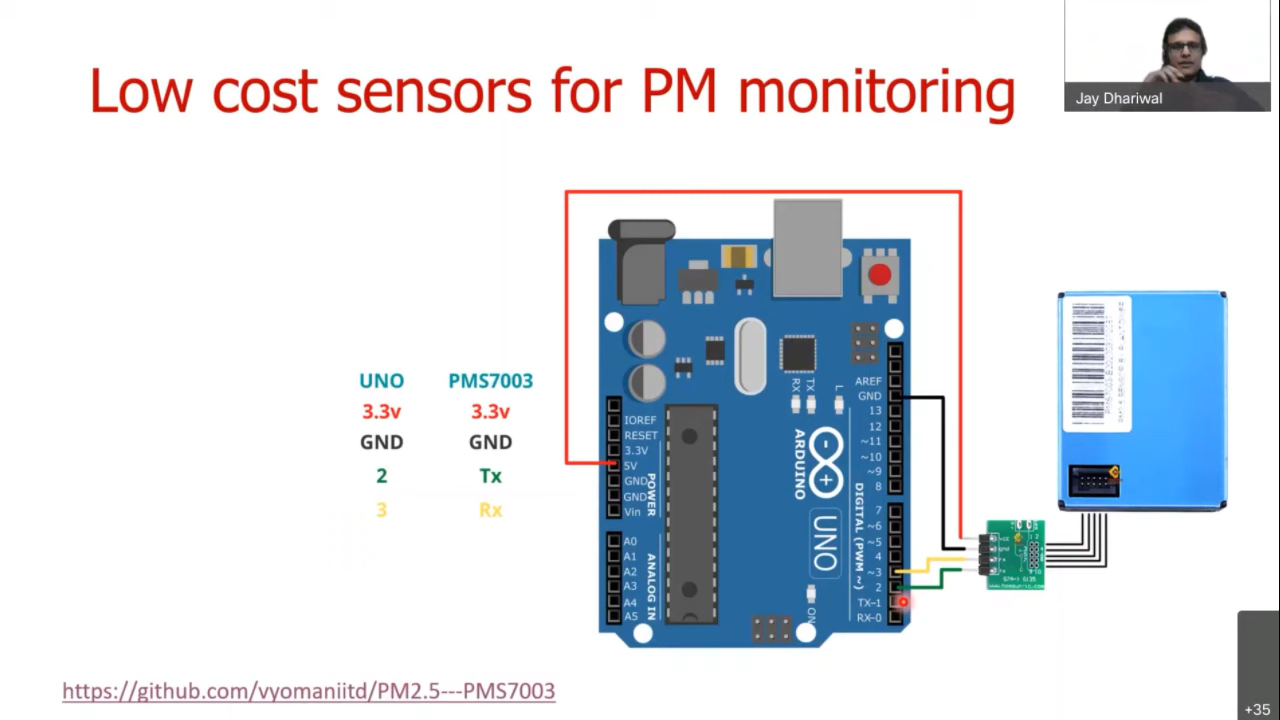 Low cost sensors for PM monitoring
Jay Dhariwal
UNO PMS7003
3.3v 3.3v
GND GND
2 Tx
3 Rx
IOREF
RESET
3.3V
5V
GND
GND
Vin
POWER
A0
A1
A2
A3
A4
A5
ANALOG IN
RX
TX
L
ARDUINO
UNO
ON
AREF
GND
13
12
~11
~10
~9
8
7
~6
~5
4
~3
2
TX→1
RX←0
DIGITAL (PWM ~)
https://github.com/vyomaniitd/PM2.5---PMS7003
+35